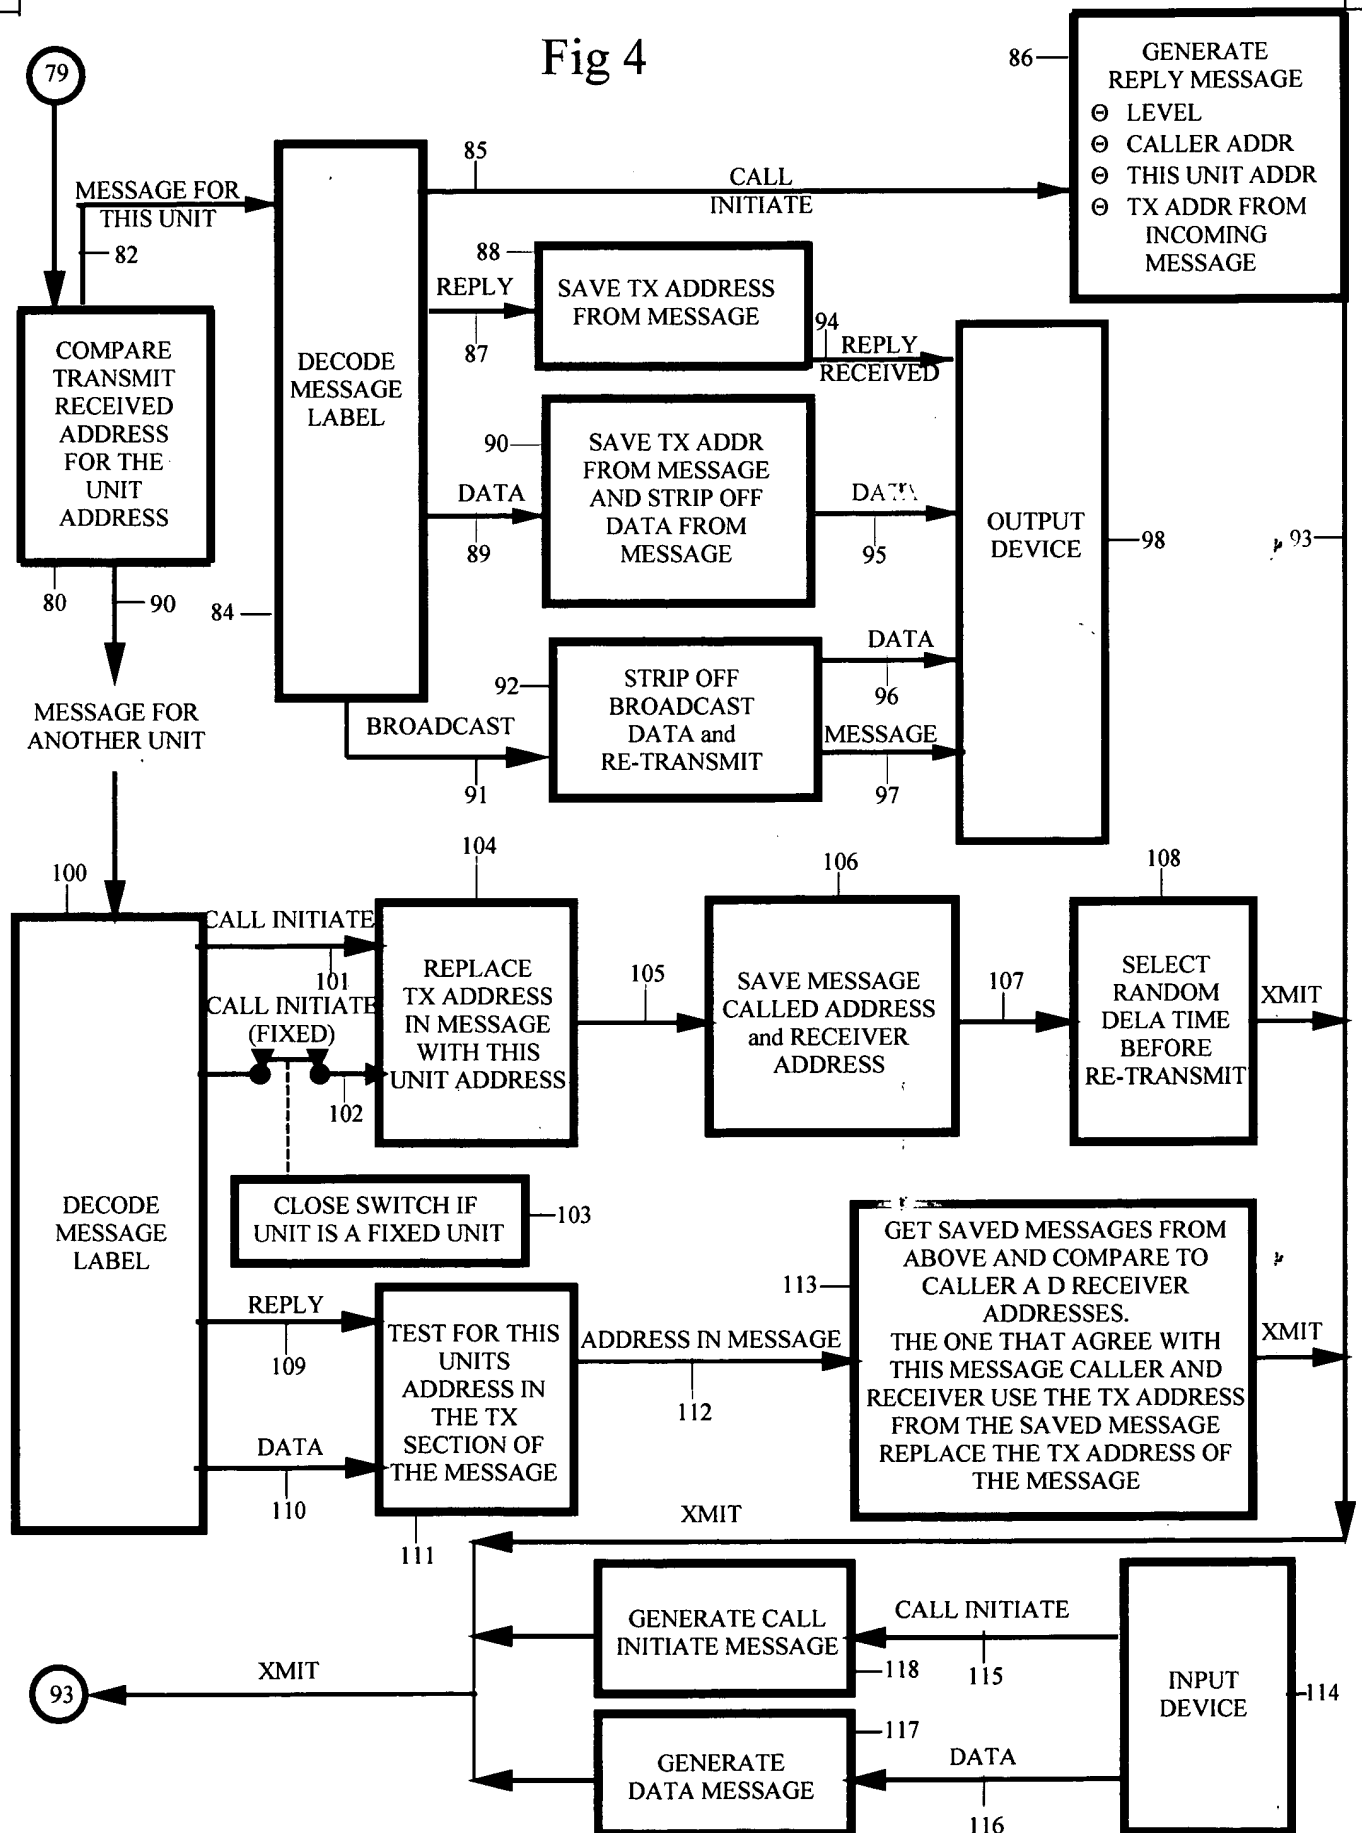 Fig 4
79
86
GENERATE
REPLY MESSAGE
Θ LEVEL
Θ CALLER ADDR
Θ THIS UNIT ADDR
Θ TX ADDR FROM
INCOMING
MESSAGE
MESSAGE FOR
THIS UNIT
82
85
CALL
INITIATE
COMPARE
TRANSMIT
RECEIVED
ADDRESS
FOR THE
UNIT
ADDRESS
80
90
DECODE
MESSAGE
LABEL
84
REPLY
87
88
SAVE TX ADDRESS
FROM MESSAGE
94
REPLY
RECEIVED
DATA
89
90
SAVE TX ADDR
FROM MESSAGE
AND STRIP OFF
DATA FROM
MESSAGE
95
OUTPUT
DEVICE
98
93
BROADCAST
91
92
STRIP OFF
BROADCAST
DATA and
RE-TRANSMIT
DATA
96
MESSAGE
97
MESSAGE FOR
ANOTHER UNIT
100
DECODE
MESSAGE
LABEL
CALL INITIATE
101
CALL INITIATE
(FIXED)
102
CLOSE SWITCH IF
UNIT IS A FIXED UNIT
103
104
REPLACE
TX ADDRESS
IN MESSAGE
WITH THIS
UNIT ADDRESS
105
106
SAVE MESSAGE
CALLED ADDRESS
and RECEIVER
ADDRESS
107
108
SELECT
RANDOM
DELA TIME
BEFORE
RE-TRANSMIT
XMIT
REPLY
109
DATA
110
TEST FOR THIS
UNITS
ADDRESS IN
THE TX
SECTION OF
THE MESSAGE
111
ADDRESS IN MESSAGE
112
113
GET SAVED MESSAGES FROM
ABOVE AND COMPARE TO
CALLER A D RECEIVER
ADDRESSES.
THE ONE THAT AGREE WITH
THIS MESSAGE CALLER AND
RECEIVER USE THE TX ADDRESS
FROM THE SAVED MESSAGE
REPLACE THE TX ADDRESS OF
THE MESSAGE
XMIT
XMIT
GENERATE CALL
INITIATE MESSAGE
118
CALL INITIATE
115
INPUT
DEVICE
114
XMIT
93
117
GENERATE
DATA MESSAGE
DATA
116